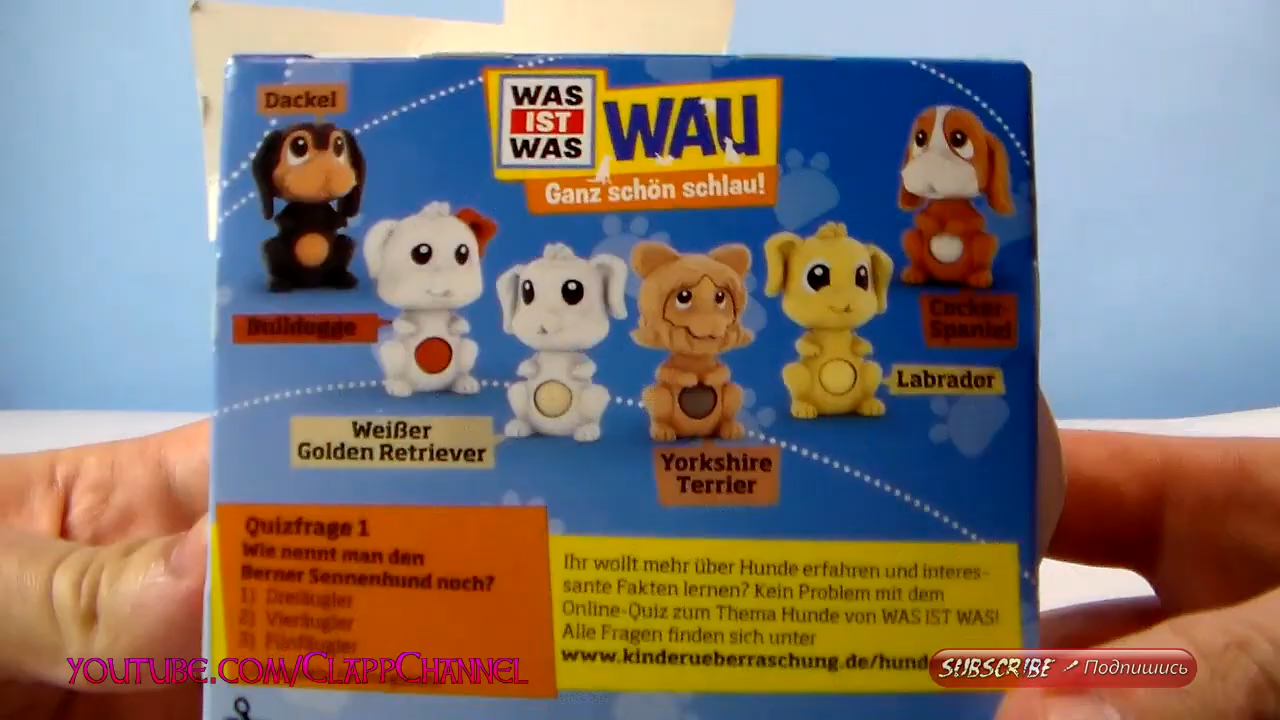 Dackel
WAS
IST
WAS
WAU
Ganz schön schlau!
Bulldogge
Cocker-
Spaniel
Labrador
Weißer
Golden Retriever
Yorkshire
Terrier
Quizfrage 1
Wie nennt man den
Berner Sennenhund noch?
1) Dreiäugler
2) Vieräugler
3) Fünfäugler
Ihr wollt mehr über Hunde erfahren und interes-
sante Fakten lernen? Kein Problem mit dem
Online-Quiz zum Thema Hunde von WAS IST WAS!
Alle Fragen finden sich unter
www.kinderueberraschung.de/hund
youtube.com/ClappChannel
Subscribe Подпишись